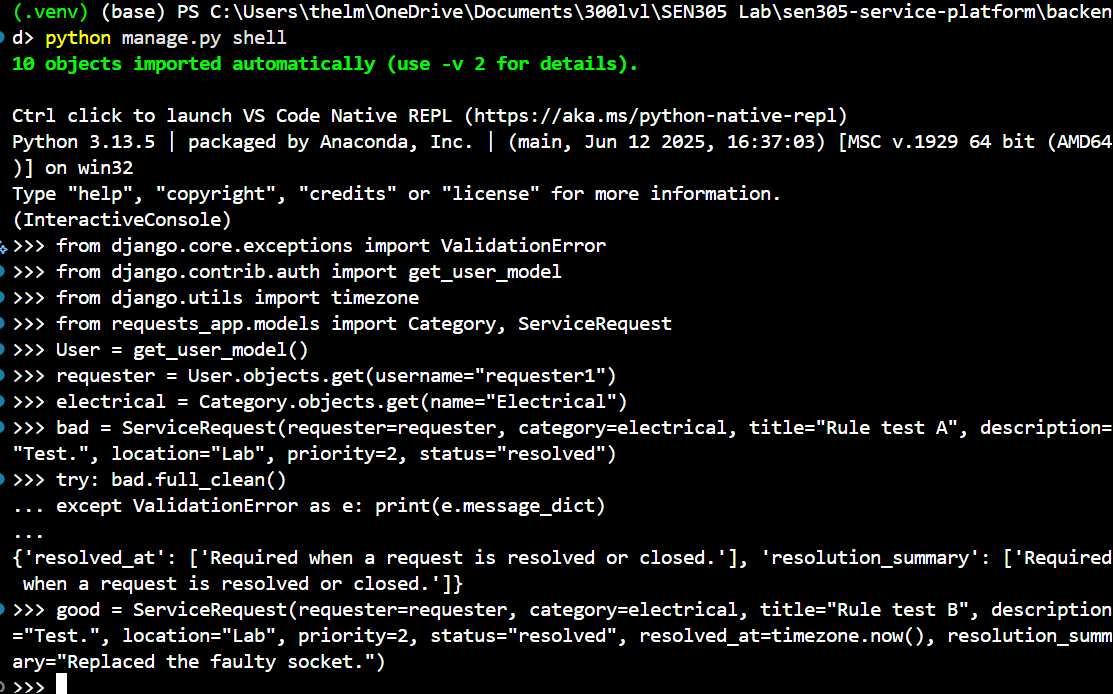 (.venv) (base) PS C:\Users\thelm\OneDrive\Documents\300lvl\SEN305 Lab\sen305-service-platform\backen
d> python manage.py shell
10 objects imported automatically (use -v 2 for details).
Ctrl click to launch VS Code Native REPL (https://aka.ms/python-native-repl)
Python 3.13.5 | packaged by Anaconda, Inc. | (main, Jun 12 2025, 16:37:03) [MSC v.1929 64 bit (AMD64
)] on win32
Type "help", "copyright", "credits" or "license" for more information.
(InteractiveConsole)
>>> from django.core.exceptions import ValidationError
>>> from django.contrib.auth import get_user_model
>>> from django.utils import timezone
>>> from requests_app.models import Category, ServiceRequest
>>> User = get_user_model()
>>> requester = User.objects.get(username="requester1")
>>> electrical = Category.objects.get(name="Electrical")
>>> bad = ServiceRequest(requester=requester, category=electrical, title="Rule test A", description=
"Test.", location="Lab", priority=2, status="resolved")
>>> try: bad.full_clean()
... except ValidationError as e: print(e.message_dict)
...
{'resolved_at': ['Required when a request is resolved or closed.'], 'resolution_summary': ['Required
 when a request is resolved or closed.']}
>>> good = ServiceRequest(requester=requester, category=electrical, title="Rule test B", description
="Test.", location="Lab", priority=2, status="resolved", resolved_at=timezone.now(), resolution_summ
ary="Replaced the faulty socket.")
>>>